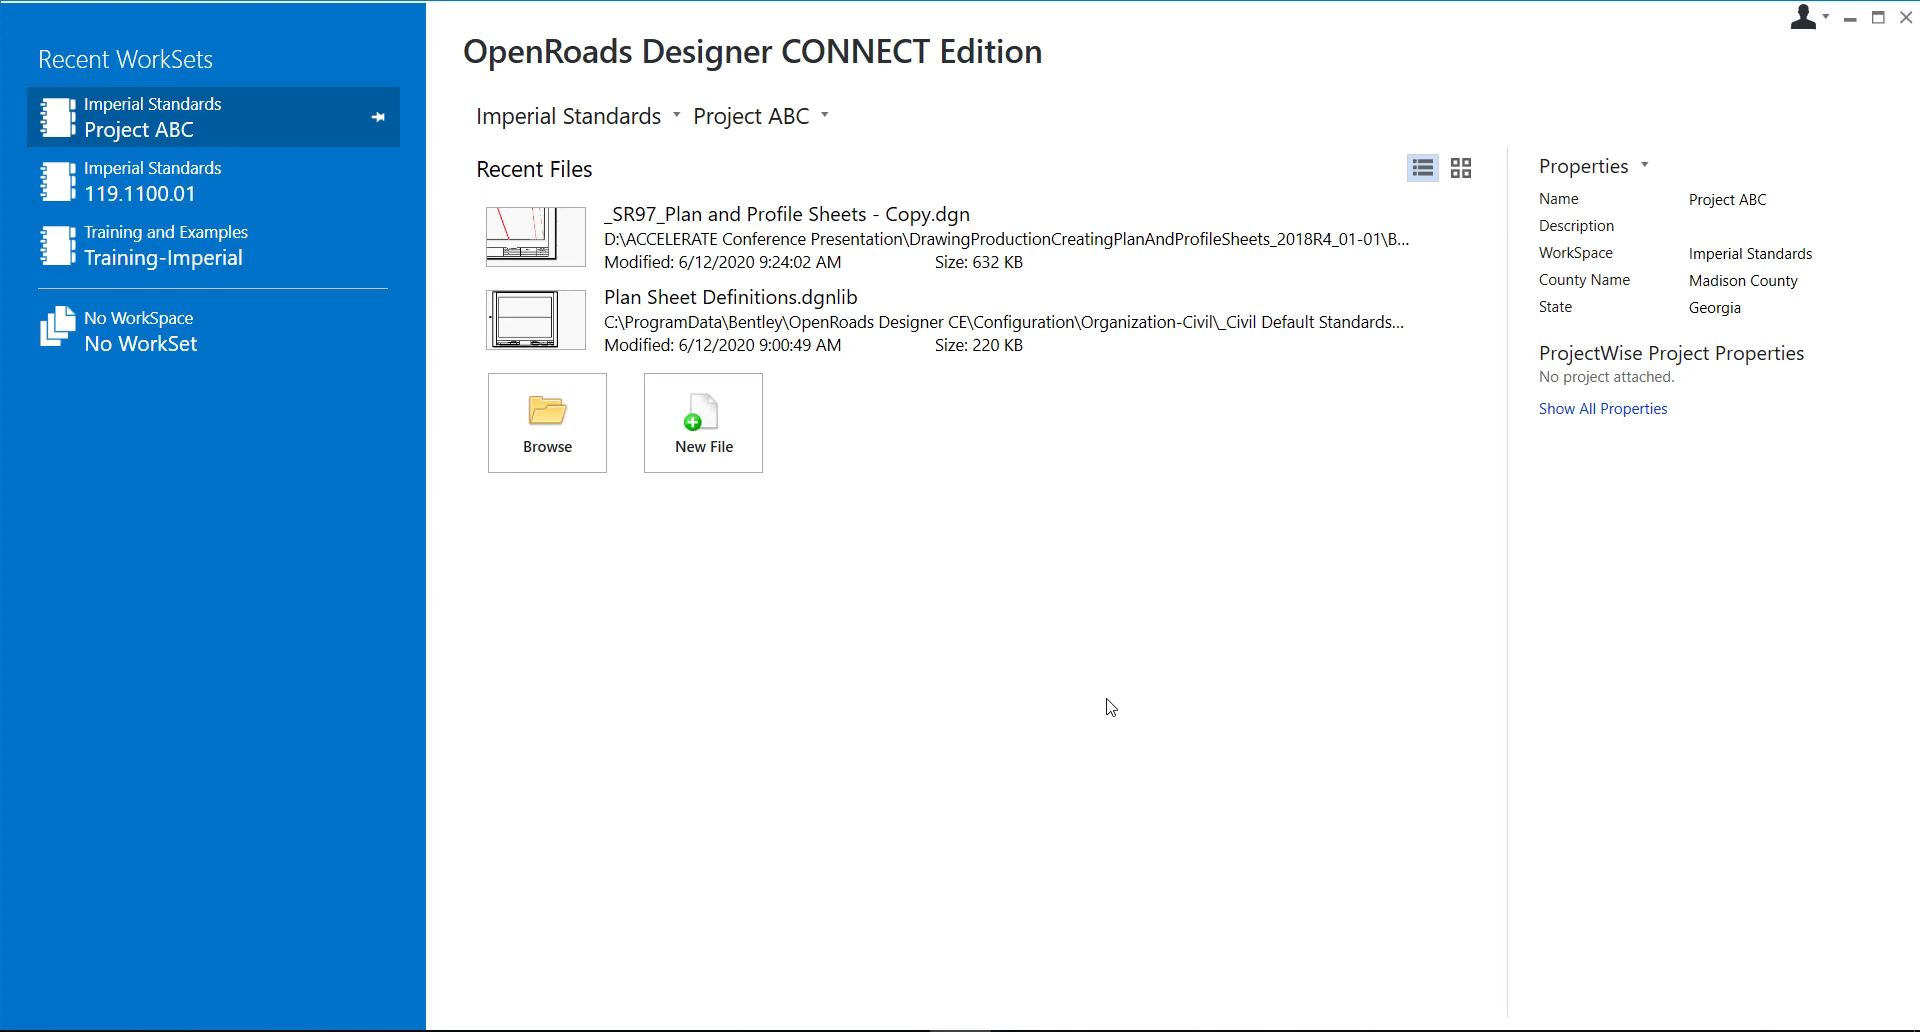 Recent WorkSets
Imperial Standards
Project ABC
Imperial Standards
119.1100.01
Training and Examples
Training-Imperial
No WorkSpace
No WorkSet
OpenRoads Designer CONNECT Edition
Imperial Standards Project ABC
Recent Files
_SR97_Plan and Profile Sheets - Copy.dgn
D:\ACCELERATE Conference Presentation\DrawingProductionCreatingPlanAndProfileSheets_2018R4_01-01\B...
Modified: 6/12/2020 9:24:02 AM Size: 632 KB
Plan Sheet Definitions.dgnlib
C:\ProgramData\Bentley\OpenRoads Designer CE\Configuration\Organization-Civil\_Civil Default Standards...
Modified: 6/12/2020 9:00:49 AM Size: 220 KB
Browse
New File
Properties
Name Project ABC
Description
WorkSpace Imperial Standards
County Name Madison County
State Georgia
ProjectWise Project Properties
No project attached.
Show All Properties